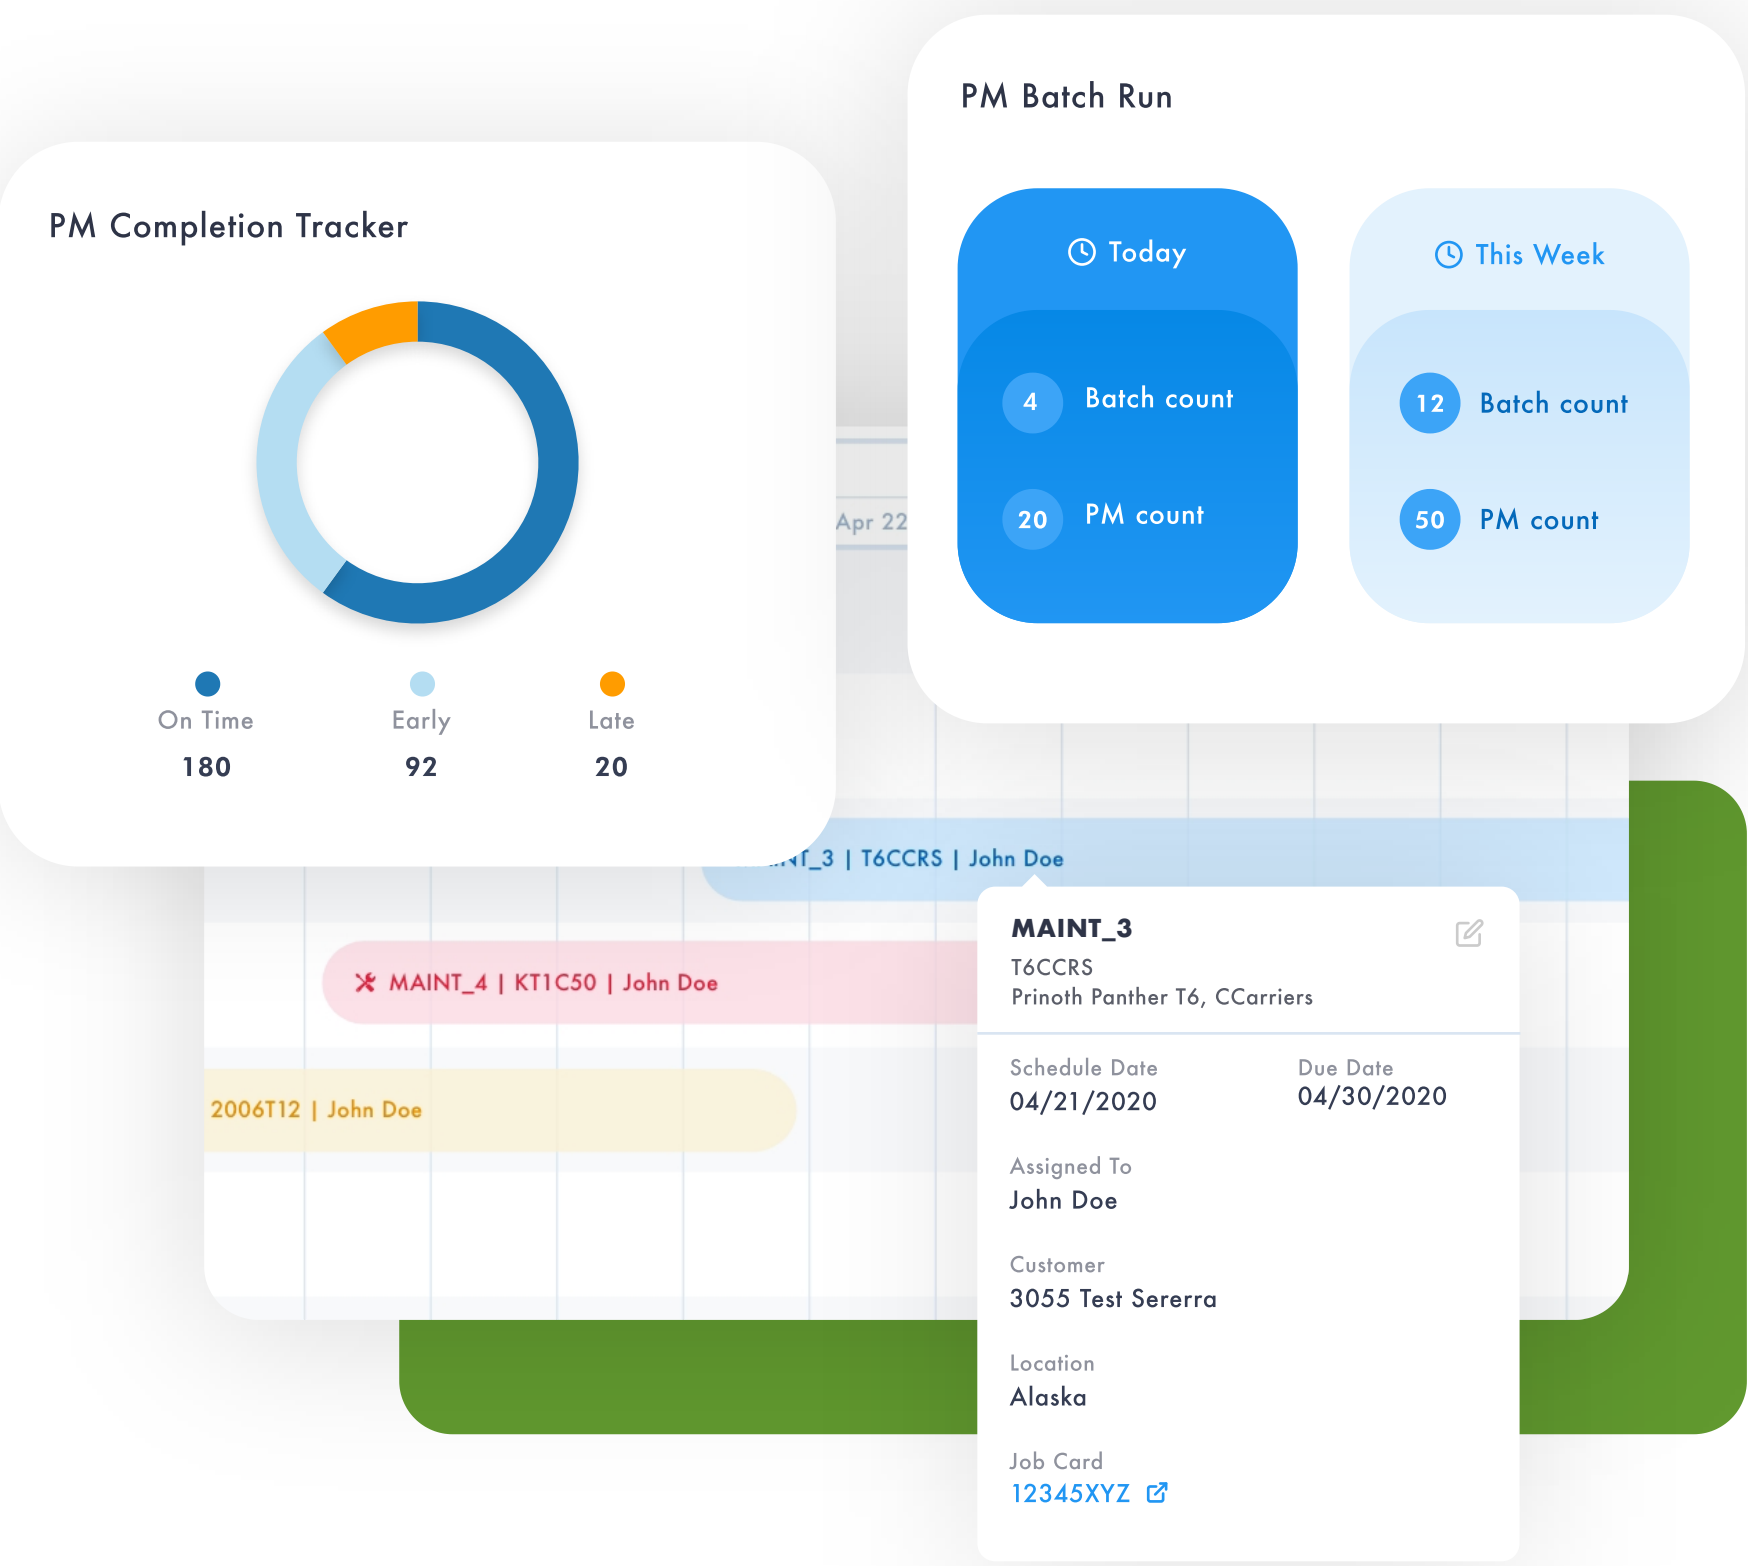 PM Completion Tracker
On Time
Early
Late
180
92
20
PM Batch Run
Today
4 Batch count
20 PM count
This Week
12 Batch count
50 PM count
Apr 22
T6CCRS | John Doe
MAINT_4 | KT1C50 | John Doe
2006T12 | John Doe
MAINT_3
T6CCRS
Prinoth Panther T6, CCarriers
Schedule Date
04/21/2020
Due Date
04/30/2020
Assigned To
John Doe
Customer
3055 Test Sererra
Location
Alaska
Job Card
12345XYZ